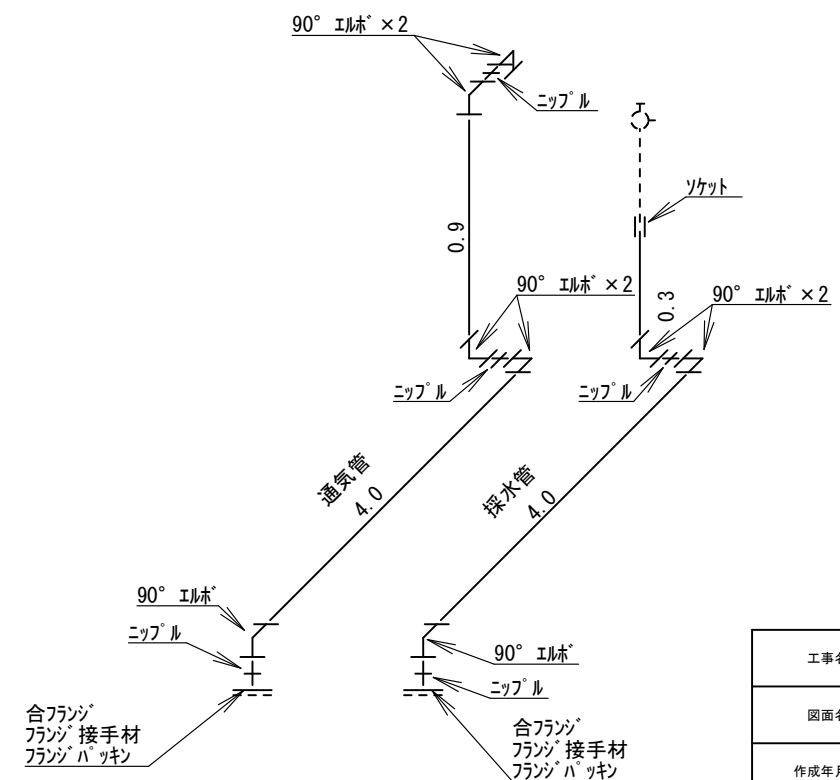 90° ｴﾙﾎﾞ ×2
ﾆｯﾌﾟﾙ
ｿｹｯﾄ
0.9
90° ｴﾙﾎﾞ ×2
0.3
90° ｴﾙﾎﾞ ×2
ﾆｯﾌﾟﾙ
ﾆｯﾌﾟﾙ
通気管
4.0
採水管
4.0
90° ｴﾙﾎﾞ
ﾆｯﾌﾟﾙ
90° ｴﾙﾎﾞ
ﾆｯﾌﾟﾙ
合ﾌﾗﾝｼﾞ
ﾌﾗﾝｼﾞ接手材
ﾌﾗﾝｼﾞﾊﾟｯｷﾝ
合ﾌﾗﾝｼﾞ
ﾌﾗﾝｼﾞ接手材
ﾌﾗﾝｼﾞﾊﾟｯｷﾝ
工事
図面
作成年